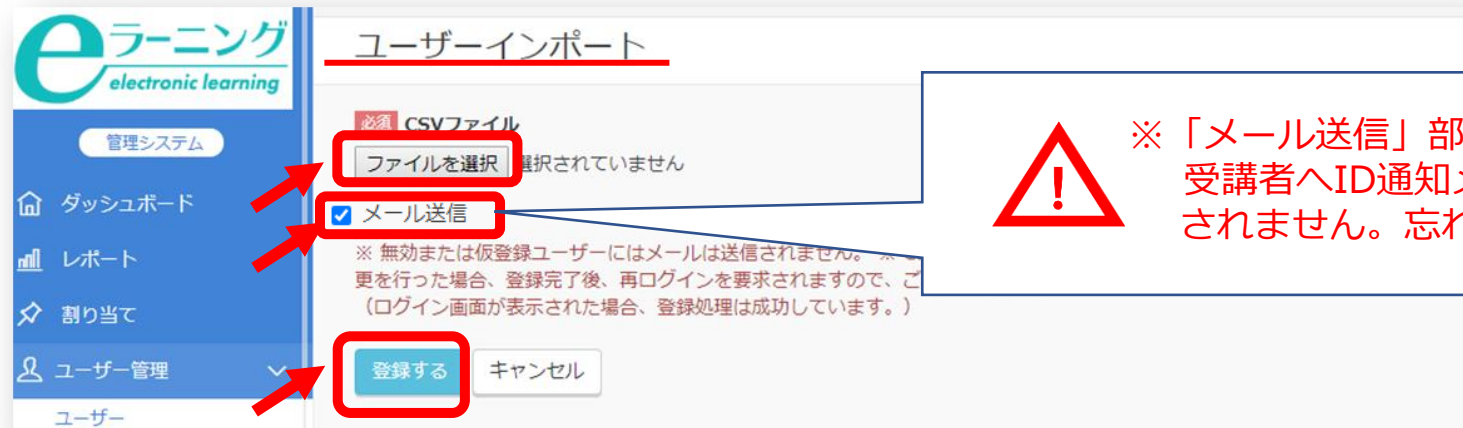 eラーニング
electronic learning
管理システム
ダッシュボード
レポート
割り当て
ユーザー管理
ユーザー
ユーザーインポート
必須 CSVファイル
ファイルを選択 選択されていません
メール送信
※ 無効または仮登録ユーザーにはメールは送信されません。 ※
更を行った場合、登録完了後、再ログインを要求されますので、ご
（ログイン画面が表示された場合、登録処理は成功しています。）
登録する キャンセル
!
※「メール送信」部
受講者へID通知メ
されません。忘れ